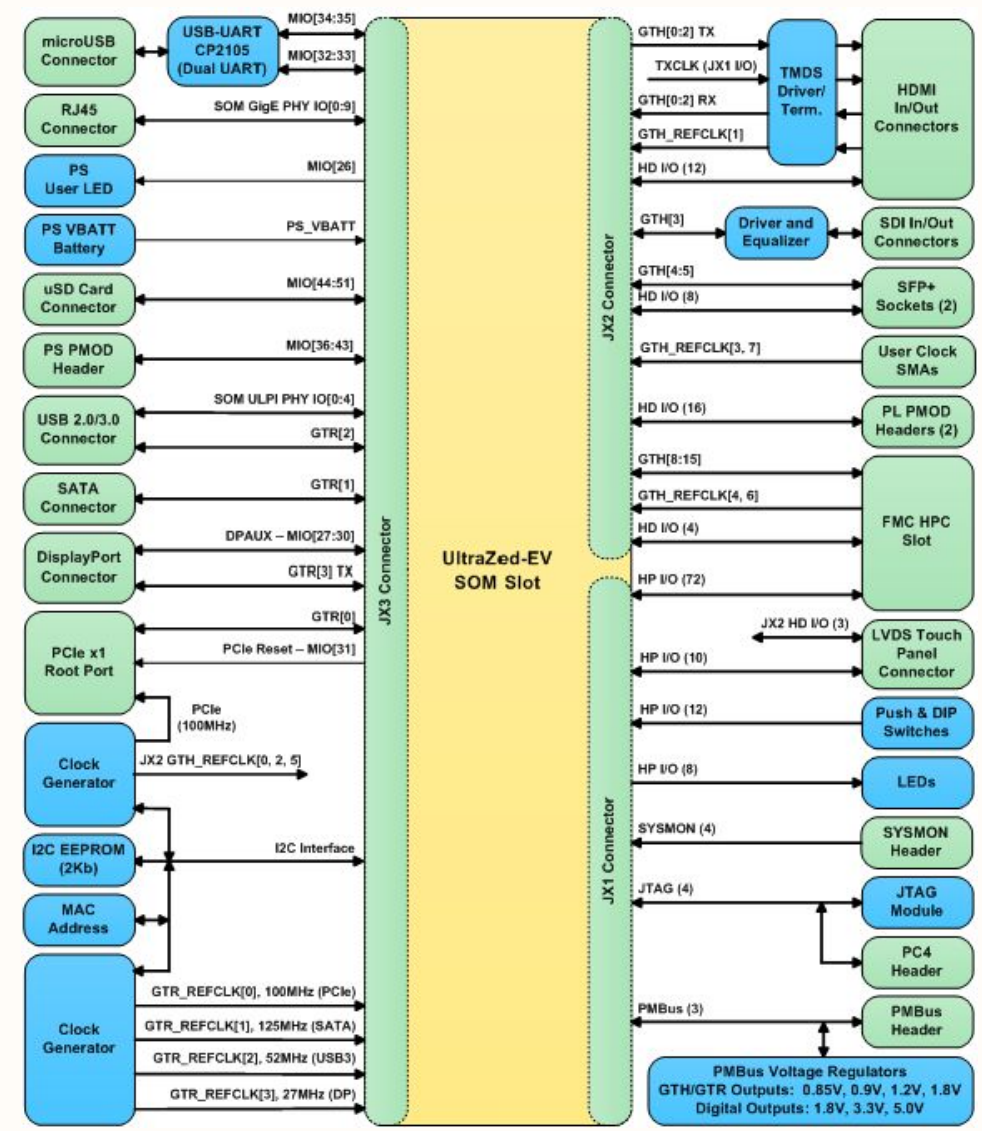 microUSB
Connector
USB-UART
CP2105
(Dual UART)
MIO[34:35]
MIO[32:33]
RJ45
Connector
SOM GigE PHY IO[0:9]
PS
User LED
MIO[26]
PS VBATT
Battery
PS_VBATT
uSD Card
Connector
MIO[44:51]
PS PMOD
Header
MIO[36:43]
USB 2.0/3.0
Connector
SOM ULPI PHY IO[0:4]
GTR[2]
SATA
Connector
GTR[1]
DisplayPort
Connector
DPAUX – MIO[27:30]
GTR[3] TX
PCIe x1
Root Port
GTR[0]
PCIe Reset – MIO[31]
PCIe
(100MHz)
Clock
Generator
JX2 GTH_REFCLK[0, 2, 5]
I2C EEPROM
(2Kb)
I2C Interface
MAC
Address
Clock
Generator
GTR_REFCLK[0], 100MHz (PCIe)
GTR_REFCLK[1], 125MHz (SATA)
GTR_REFCLK[2], 52MHz (USB3)
GTR_REFCLK[3], 27MHz (DP)
JX3 Connector
UltraZed-EV
SOM Slot
JX2 Connector
JX1 Connector
GTH[0:2] TX
TXCLK (JX1 I/O)
GTH[0:2] RX
GTH_REFCLK[1]
HD I/O (12)
TMDS
Driver/
Term.
HDMI
In/Out
Connectors
GTH[3]
Driver and
Equalizer
SDI In/Out
Connectors
GTH[4:5]
HD I/O (8)
SFP+
Sockets (2)
GTH_REFCLK[3, 7]
User Clock
SMAs
HD I/O (16)
PL PMOD
Headers (2)
GTH[8:15]
GTH_REFCLK[4, 6]
HD I/O (4)
HP I/O (72)
FMC HPC
Slot
JX2 HD I/O (3)
HP I/O (10)
LVDS Touch
Panel
Connector
HP I/O (12)
Push & DIP
Switches
HP I/O (8)
LEDs
SYSMON (4)
SYSMON
Header
JTAG (4)
JTAG
Module
PC4
Header
PMBus (3)
PMBus
Header
PMBus Voltage Regulators
GTH/GTR Outputs: 0.85V, 0.9V, 1.2V, 1.8V
Digital Outputs: 1.8V, 3.3V, 5.0V